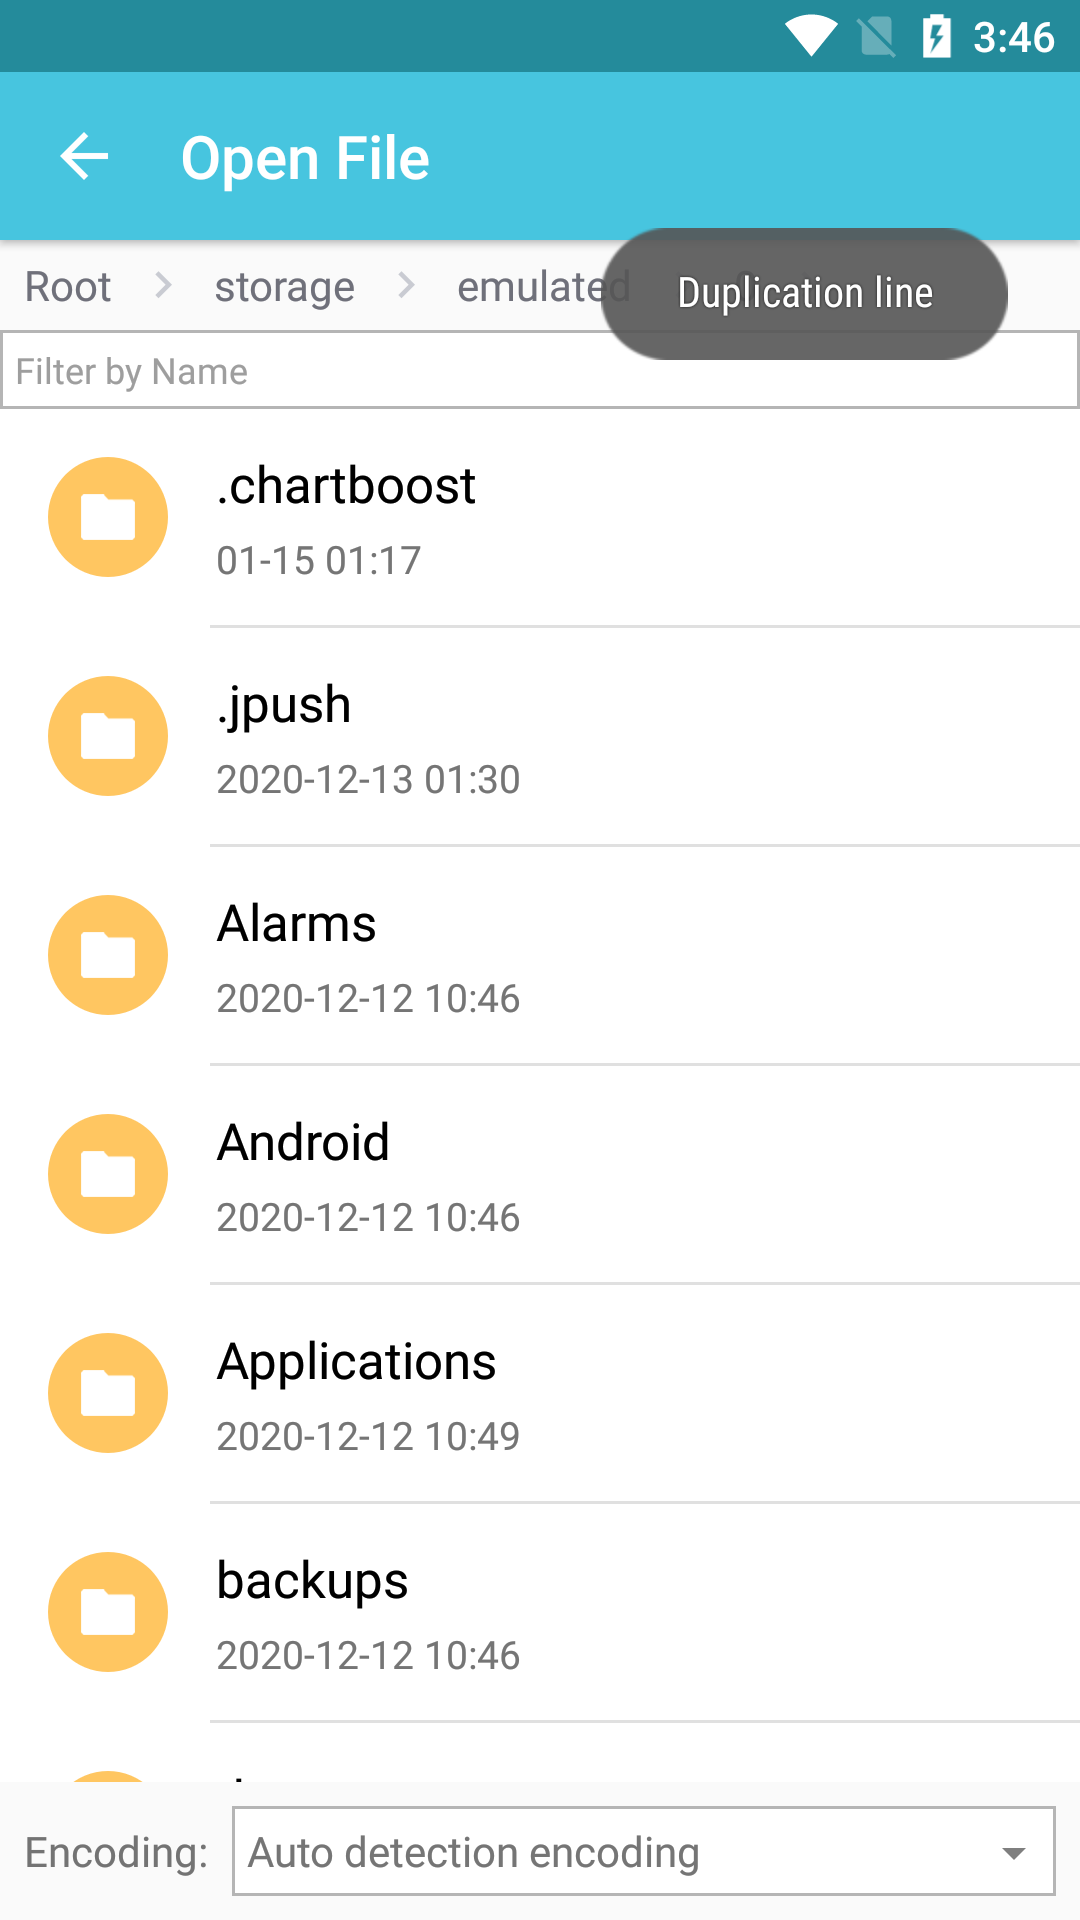 3:46
Open File
Root storage emulated
Duplication line
Filter by Name
.chartboost
01-15 01:17
.jpush
2020-12-13 01:30
Alarms
2020-12-12 10:46
Android
2020-12-12 10:46
Applications
2020-12-12 10:49
backups
2020-12-12 10:46
Encoding: Auto detection encoding